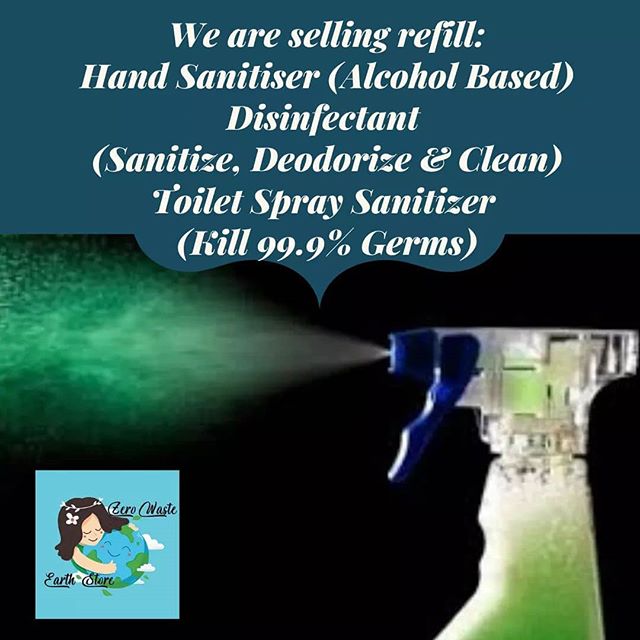 We are selling refill:
Hand Sanitiser (Alcohol Based)
Disinfectant
(Sanitize, Deodorize & Clean)
Toilet Spray Sanitizer
(Kill 99.9% Germs)
Zero Waste
Earth Store